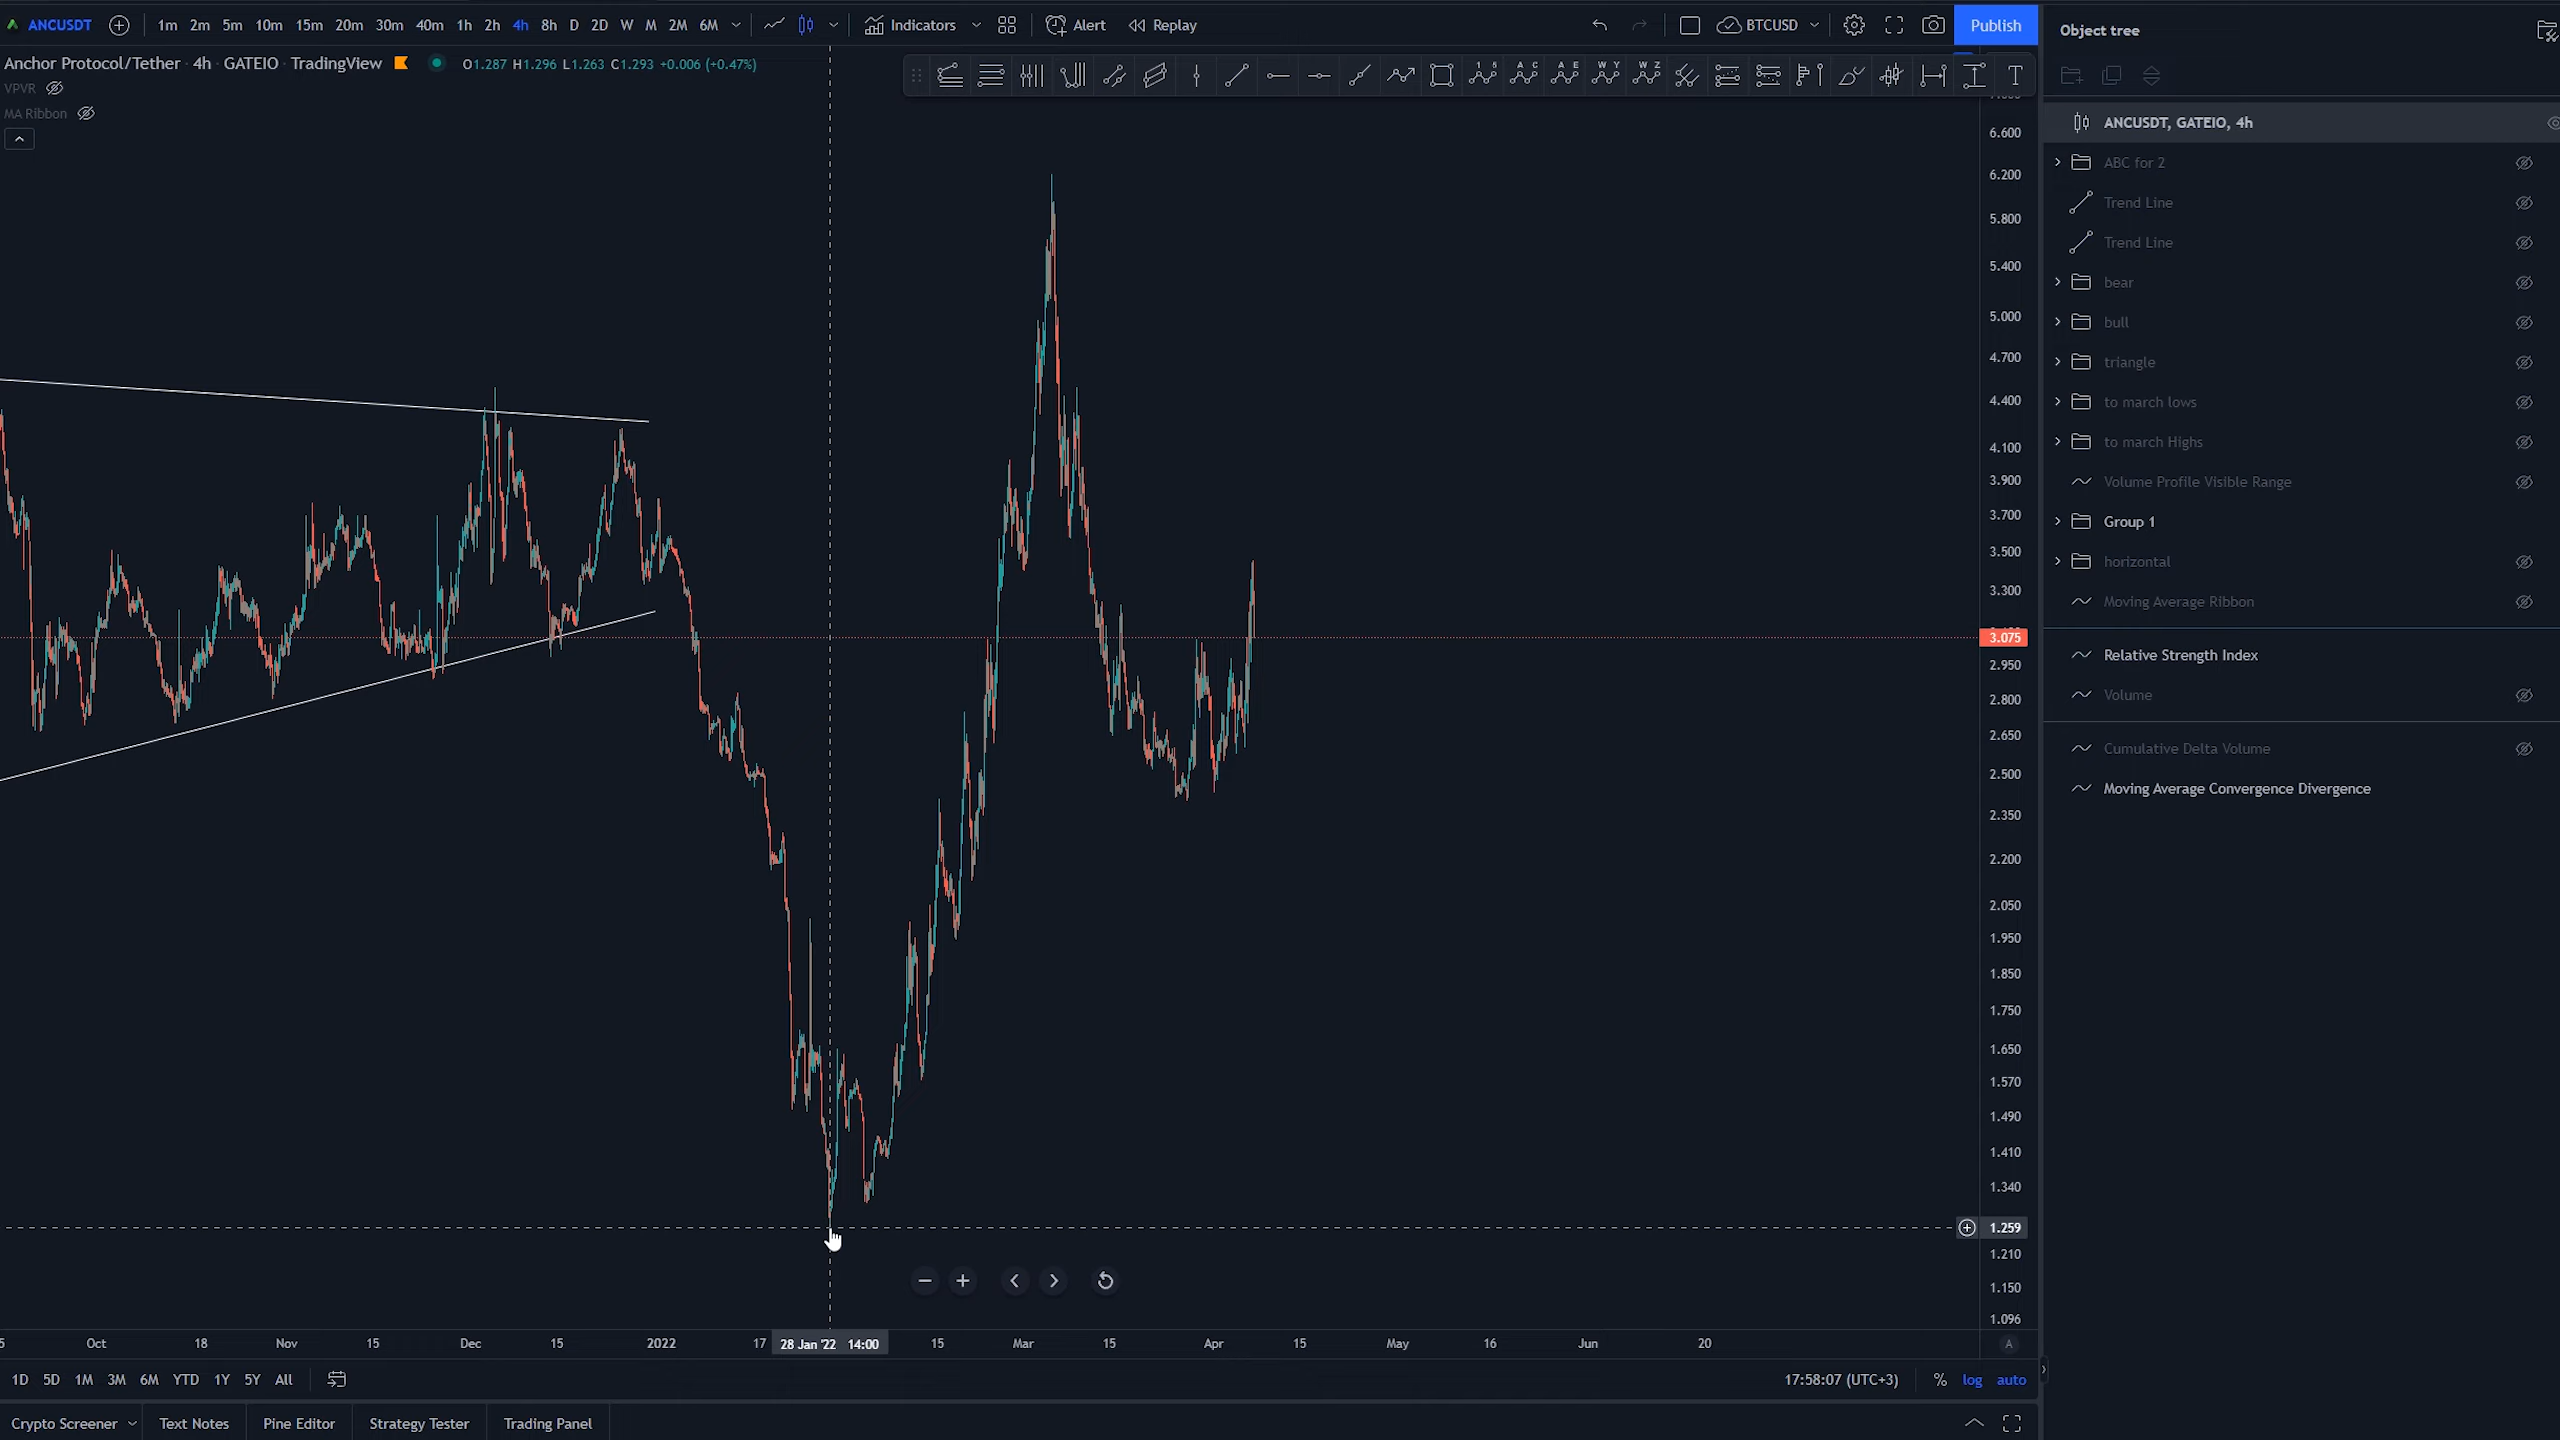 ANCUSDT 1m 2m 5m 10m 15m 20m 30m 40m 1h 2h 4h 8h D 2D W M 2M 6M Indicators Alert Replay BTCUSD Publish
Anchor Protocol/Tether · 4h · GATEIO · TradingView O1.287 H1.296 L1.263 C1.293 +0.006 (+0.47%)
VPVR
MA Ribbon
6.600
6.200
5.800
5.400
5.000
4.700
4.400
4.100
3.900
3.700
3.500
3.300
3.075
2.950
2.800
2.650
2.500
2.350
2.200
2.050
1.950
1.850
1.750
1.650
1.570
1.490
1.410
1.340
1.259
1.210
1.150
1.096
Oct 18 Nov 15 Dec 15 2022 17 28 Jan '22 14:00 15 Mar 15 Apr 15 May 16 Jun 20 A
1D 5D 1M 3M 6M YTD 1Y 5Y All 17:58:07 (UTC+3) % log auto
Crypto Screener Text Notes Pine Editor Strategy Tester Trading Panel
Object tree
ANCUSDT, GATEIO, 4h
ABC for 2
Trend Line
Trend Line
bear
bull
triangle
to march lows
to march Highs
Volume Profile Visible Range
Group 1
horizontal
Moving Average Ribbon
Relative Strength Index
Volume
Cumulative Delta Volume
Moving Average Convergence Divergence